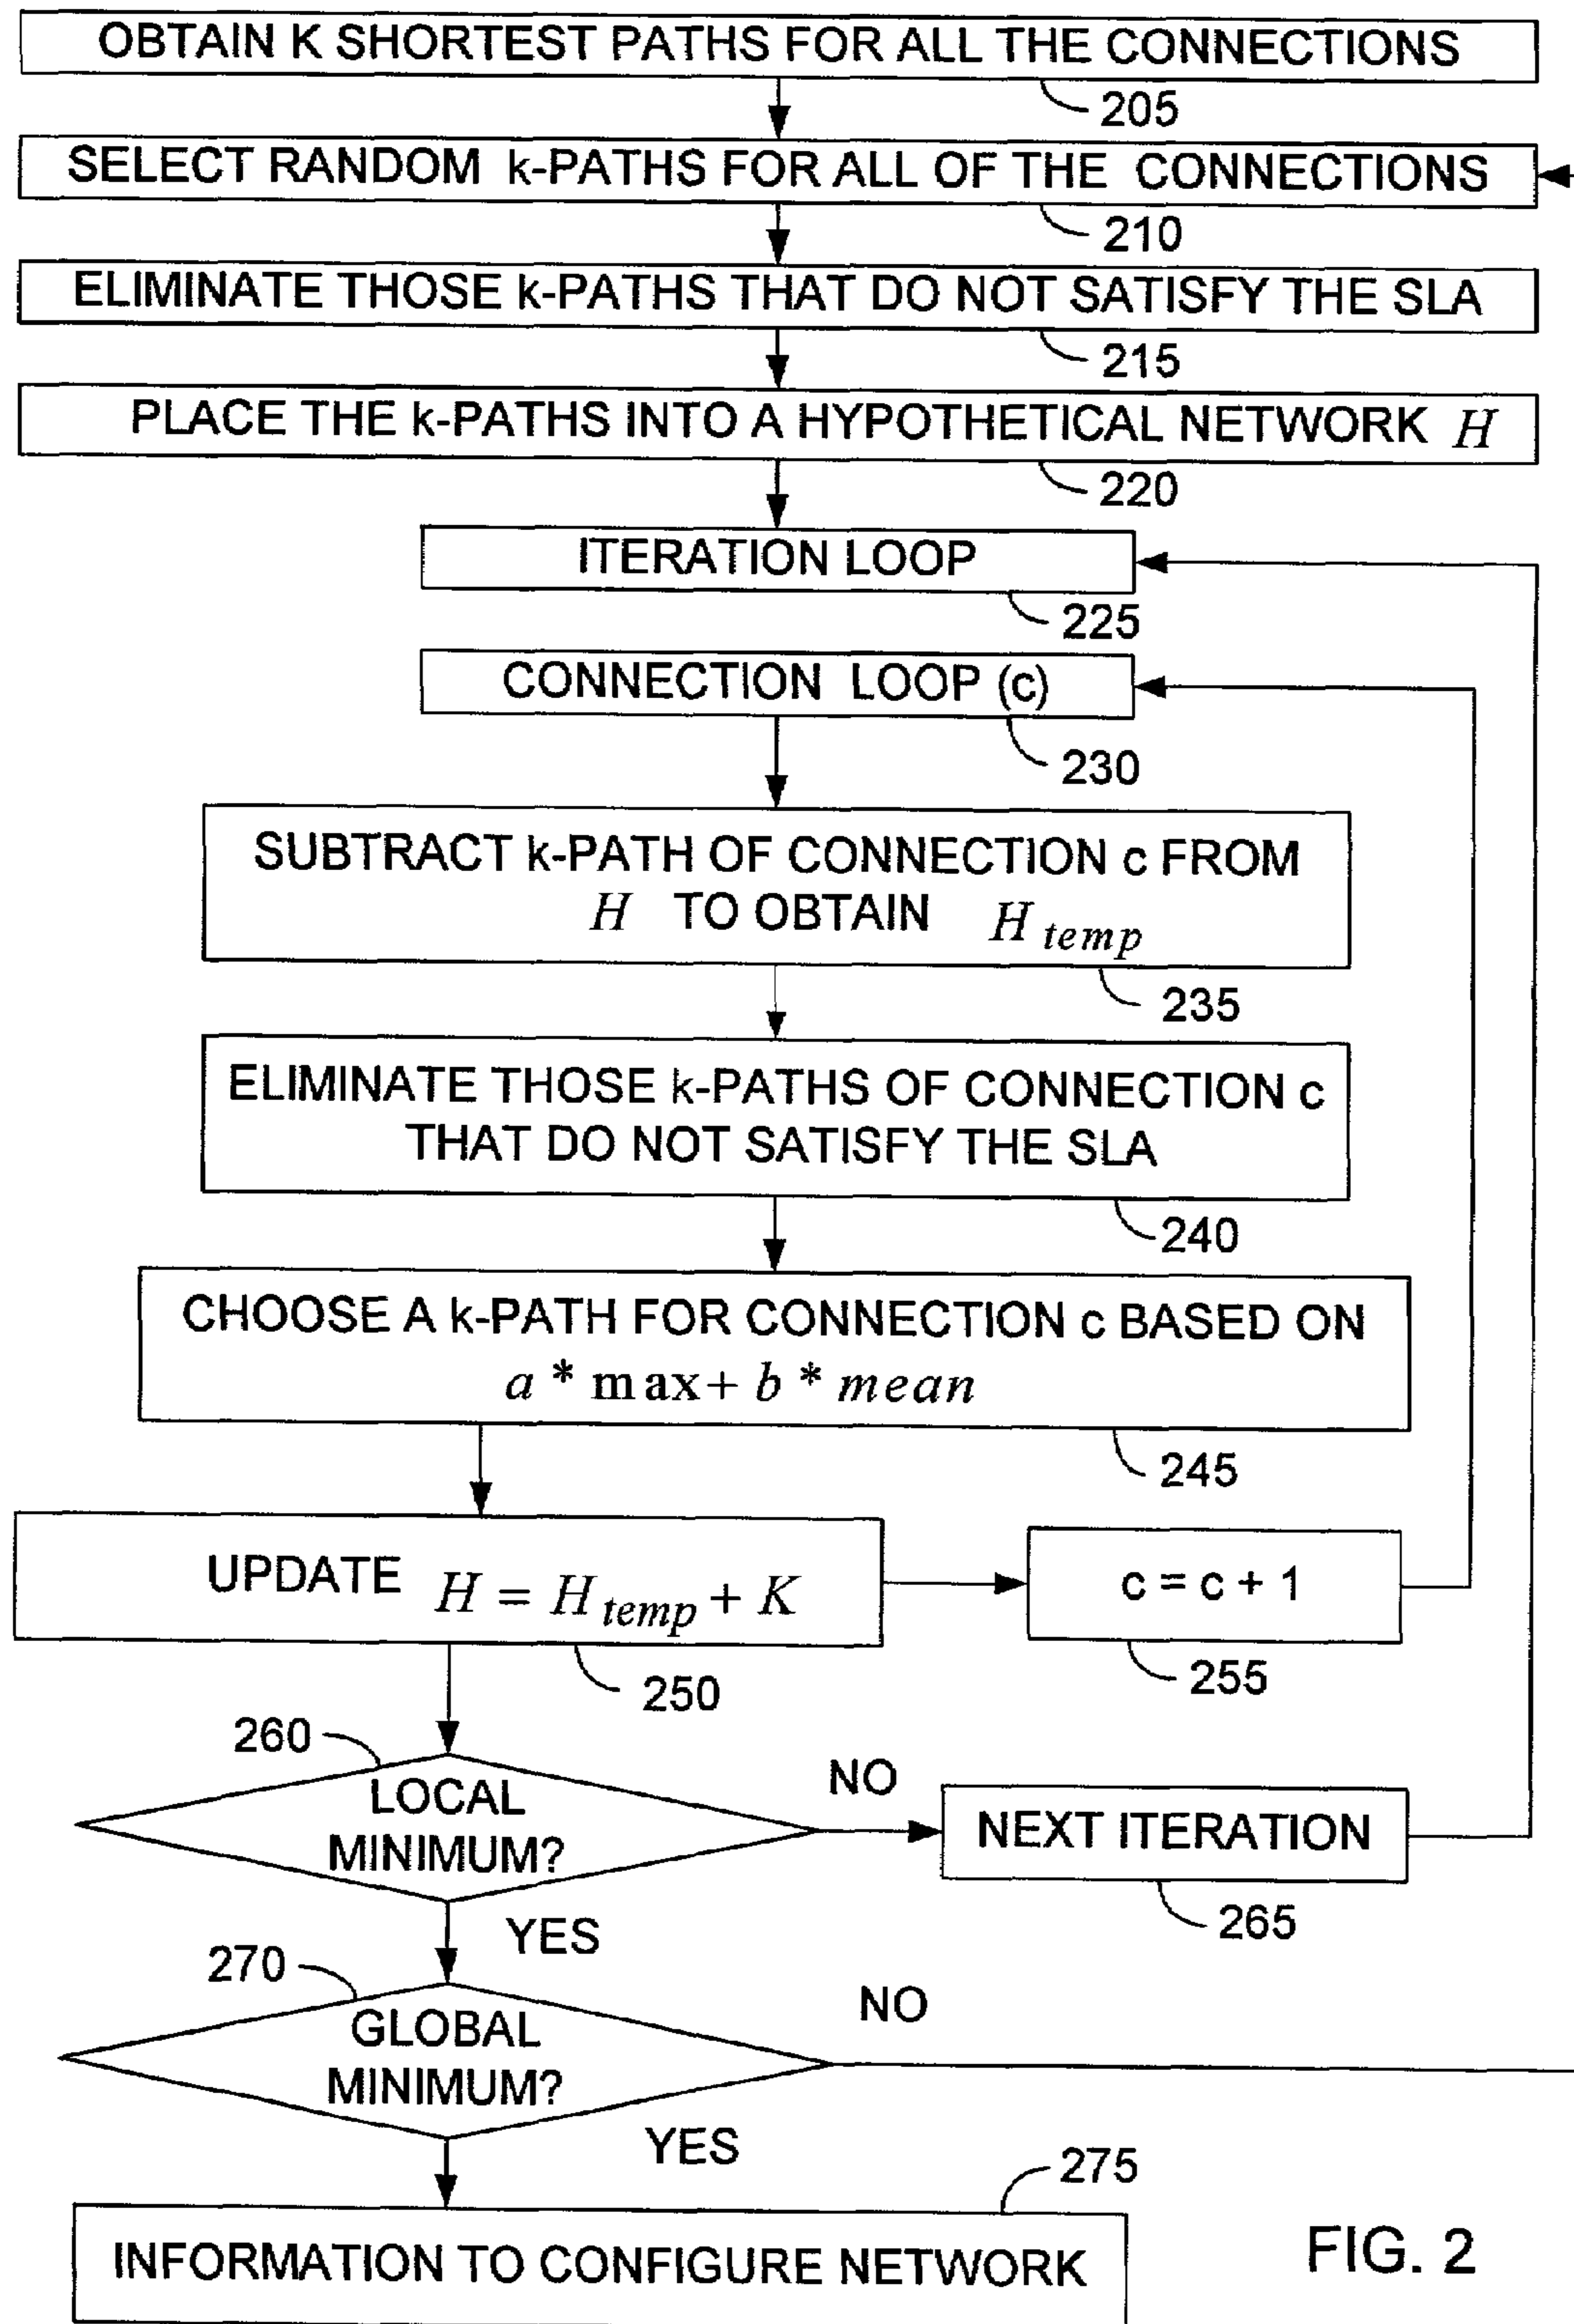 OBTAIN K SHORTEST PATHS FOR ALL THE CONNECTIONS
205
SELECT RANDOM k-PATHS FOR ALL OF THE CONNECTIONS
210
ELIMINATE THOSE k-PATHS THAT DO NOT SATISFY THE SLA
215
PLACE THE k-PATHS INTO A HYPOTHETICAL NETWORK H
220
ITERATION LOOP
225
CONNECTION LOOP (c)
230
SUBTRACT k-PATH OF CONNECTION c FROM
H TO OBTAIN H temp
235
ELIMINATE THOSE k-PATHS OF CONNECTION c
THAT DO NOT SATISFY THE SLA
240
CHOOSE A k-PATH FOR CONNECTION c BASED ON
a * max + b * mean
245
UPDATE H = H temp + K
250
c = c + 1
255
260
LOCAL
MINIMUM?
NO
NEXT ITERATION
265
YES
270
GLOBAL
MINIMUM?
NO
YES
275
INFORMATION TO CONFIGURE NETWORK
FIG. 2